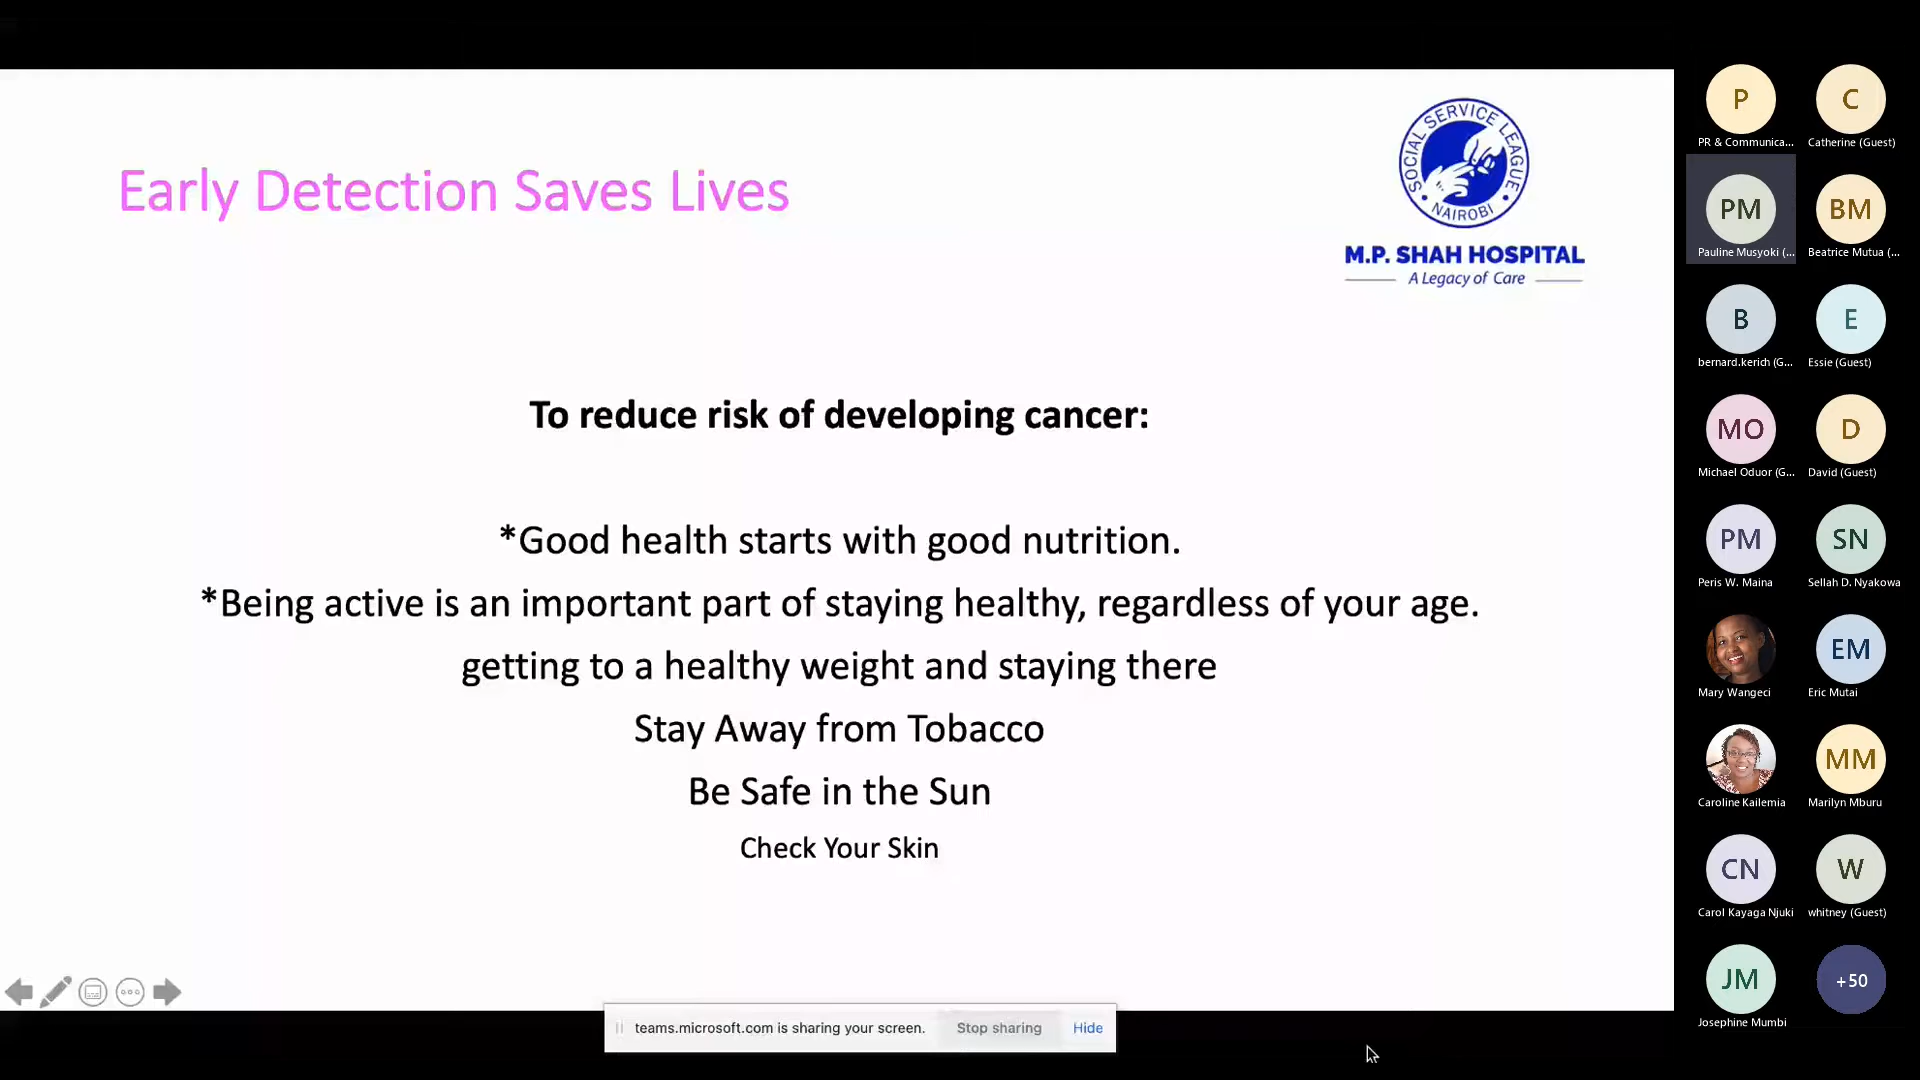 Early Detection Saves Lives
SOCIAL SERVICE LEAGUE
NAIROBI
M.P. SHAH HOSPITAL
A Legacy of Care
To reduce risk of developing cancer:
*Good health starts with good nutrition.
*Being active is an important part of staying healthy, regardless of your age.
getting to a healthy weight and staying there
Stay Away from Tobacco
Be Safe in the Sun
Check Your Skin
teams.microsoft.com is sharing your screen. Stop sharing Hide
P C
PR & Communica... Catherine (Guest)
PM BM
Pauline Musyoki (... Beatrice Mutua (...
B E
bernard.kerich (G... Essie (Guest)
MO D
Michael Oduor (G... David (Guest)
PM SN
Peris W. Maina Sellah D. Nyakowa
EM
Mary Wangeci Eric Mutai
MM
Caroline Kailemia Marilyn Mburu
CN W
Carol Kayaga Njuki whitney (Guest)
JM +50
Josephine Mumbi